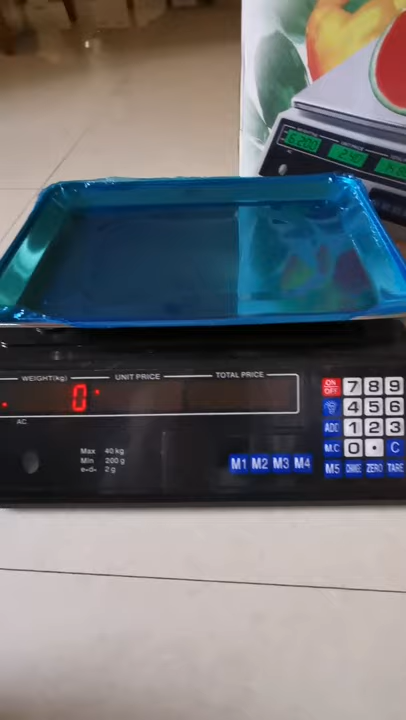 WEIGHT(kg) UNIT PRICE TOTAL PRICE
0
AC
Max 40 kg
Min 200 g
e=d= 2 g
M1 M2 M3 M4
ON OFF 7 8 9
4 5 6
ADD 1 2 3
M.C 0 . C
M5 CHANGE ZERO TARE